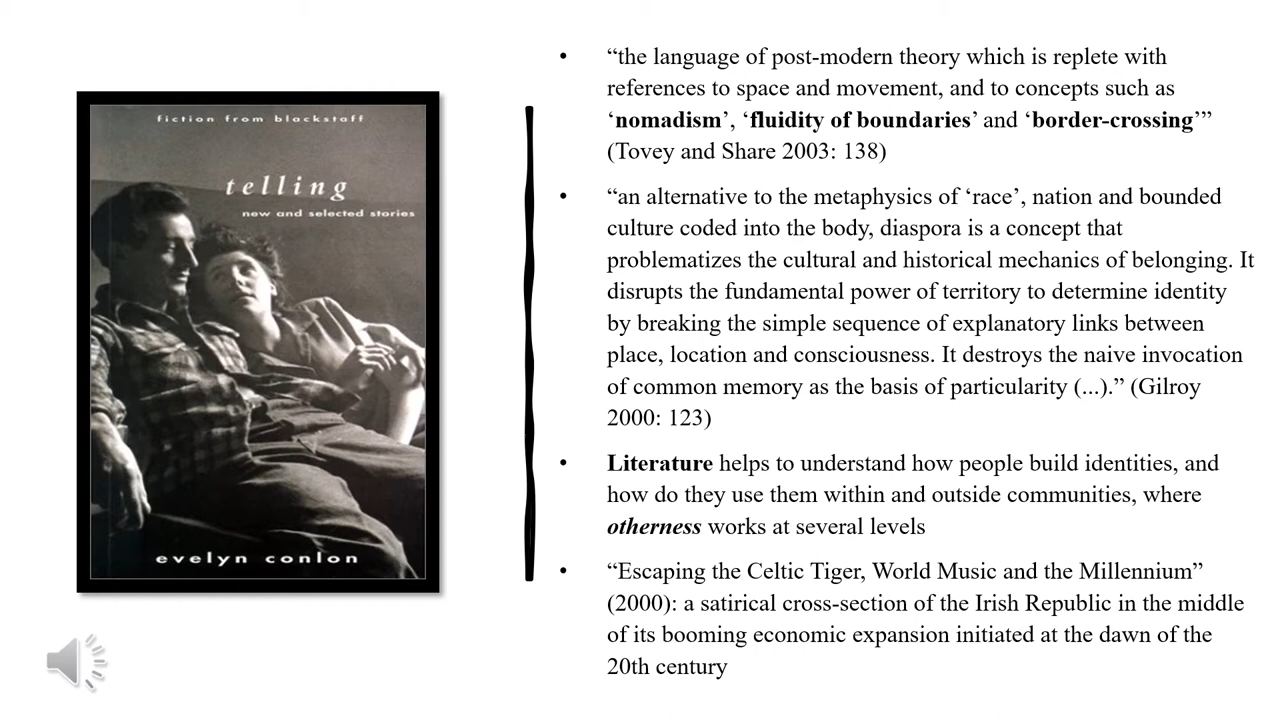 fiction from blackstaff
telling
new and selected stories
evelyn conlon
• “the language of post-modern theory which is replete with
references to space and movement, and to concepts such as
‘nomadism’, ‘fluidity of boundaries’ and ‘border-crossing’”
(Tovey and Share 2003: 138)
• “an alternative to the metaphysics of ‘race’, nation and bounded
culture coded into the body, diaspora is a concept that
problematizes the cultural and historical mechanics of belonging. It
disrupts the fundamental power of territory to determine identity
by breaking the simple sequence of explanatory links between
place, location and consciousness. It destroys the naive invocation
of common memory as the basis of particularity (...).” (Gilroy
2000: 123)
• Literature helps to understand how people build identities, and
how do they use them within and outside communities, where
otherness works at several levels
• “Escaping the Celtic Tiger, World Music and the Millennium”
(2000): a satirical cross-section of the Irish Republic in the middle
of its booming economic expansion initiated at the dawn of the
20th century